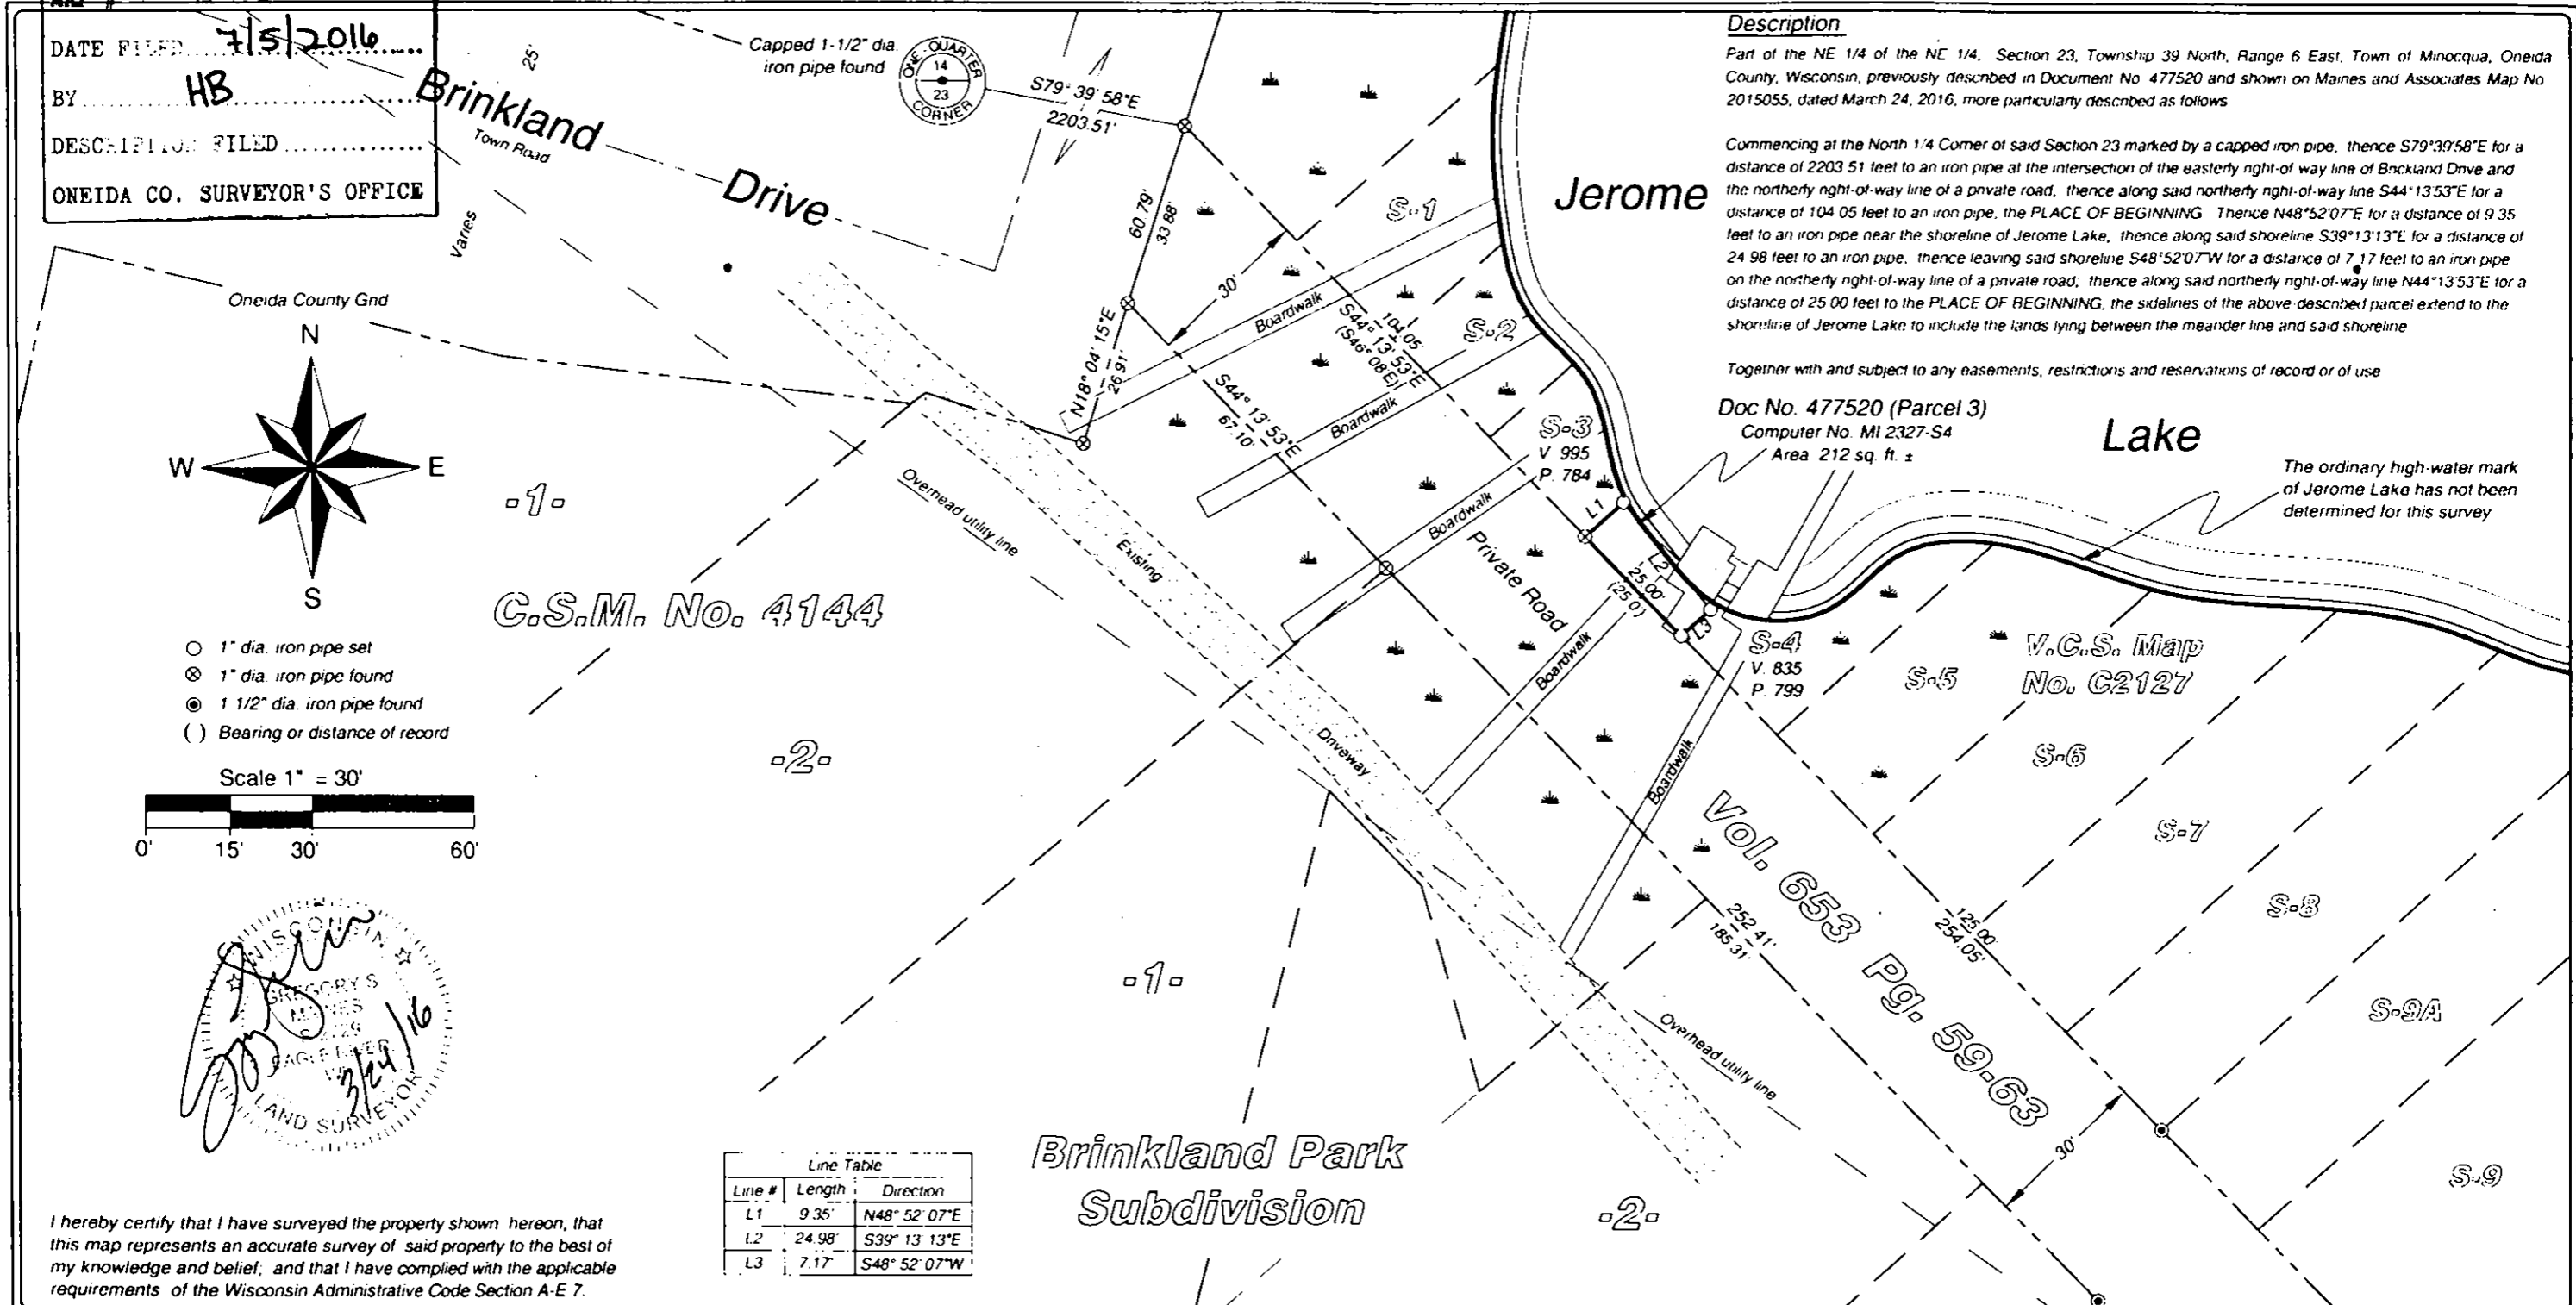 DATE FILED 7/5/2016
BY HB
DESCRIPTION FILED
ONEIDA CO. SURVEYOR'S OFFICE
Brinkland
Town Road
Drive
25'
Varies
Capped 1-1/2" dia.
iron pipe found
ONE-QUARTER
14
23
CORNER
S79° 39' 58"E
2203.51'
60.79'
33.88'
N18° 04' 15"E
26.91'
30'
Boardwalk
S44° 13' 53"E
67.10'
104.05'
S44° 13' 53"E
(S46° 08'E)
Boardwalk
Boardwalk
S-1
S-2
S-3
V 995
P. 784
Jerome
Lake
Description
Part of the NE 1/4 of the NE 1/4, Section 23, Township 39 North, Range 6 East, Town of Minocqua, Oneida
County, Wisconsin, previously described in Document No 477520 and shown on Maines and Associates Map No
2015055, dated March 24, 2016, more particularly described as follows
Commencing at the North 1/4 Corner of said Section 23 marked by a capped iron pipe, thence S79°39'58"E for a
distance of 2203 51 feet to an iron pipe at the intersection of the easterly right-of way line of Brickland Drive and
the northerly right-of-way line of a private road, thence along said northerly right-of-way line S44°13'53"E for a
distance of 104 05 feet to an iron pipe, the PLACE OF BEGINNING Thence N48°52'07"E for a distance of 9 35
feet to an iron pipe near the shoreline of Jerome Lake, thence along said shoreline S39°13'13"E for a distance of
24 98 feet to an iron pipe, thence leaving said shoreline S48°52'07"W for a distance of 7 17 feet to an iron pipe
on the northerly right-of-way line of a private road; thence along said northerly right-of-way line N44°13'53"E for a
distance of 25 00 feet to the PLACE OF BEGINNING, the sidelines of the above-described parcel extend to the
shoreline of Jerome Lake to include the lands lying between the meander line and said shoreline
Together with and subject to any easements, restrictions and reservations of record or of use
Doc No. 477520 (Parcel 3)
Computer No. MI 2327-S4
Area 212 sq. ft. ±
The ordinary high-water mark
of Jerome Lake has not been
determined for this survey
Oneida County Grid
N
W
E
S
1" dia. iron pipe set
1" dia. iron pipe found
1 1/2" dia. iron pipe found
( ) Bearing or distance of record
Scale 1" = 30'
0' 15' 30' 60'
-1-
C.S.M. No. 4144
-2-
Overhead utility line
Existing
Driveway
Private Road
L1
L2
25.00'
(25.0)
L3
Boardwalk
Boardwalk
S-4
V. 835
P. 799
S-5
V.C.S. Map
No. C2127
S-6
S-7
S-8
S-9A
S-9
Vol. 653 Pg. 59-63
252.41'
185.31'
125.00'
254.05'
30'
Overhead utility line
-1-
Brinkland Park
Subdivision
-2-
WISCONSIN
GREGORY S
MAINES
EAGLE RIVER
LAND SURVEYOR
3/24/16
Line Table
Line # Length Direction
L1 9.35' N48° 52' 07"E
L2 24.98' S39° 13' 13"E
L3 7.17' S48° 52' 07"W
I hereby certify that I have surveyed the property shown hereon; that
this map represents an accurate survey of said property to the best of
my knowledge and belief; and that I have complied with the applicable
requirements of the Wisconsin Administrative Code Section A-E 7.